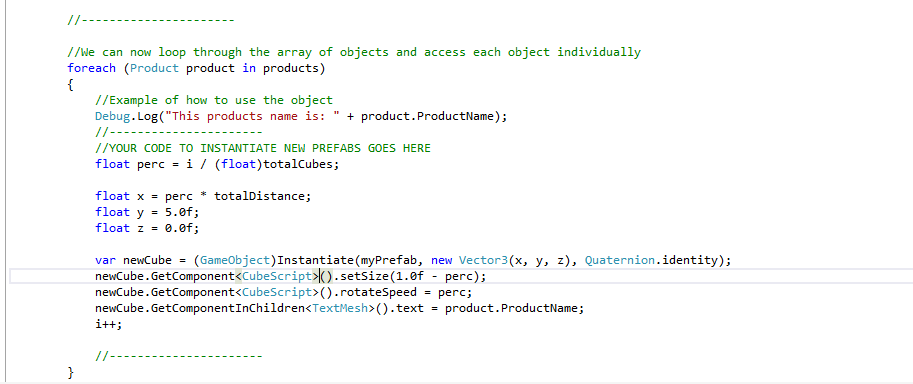 //----------------------
//We can now loop through the array of objects and access each object individually
foreach (Product product in products)
{
//Example of how to use the object
Debug.Log("This products name is: " + product.ProductName);
//----------------------
//YOUR CODE TO INSTANTIATE NEW PREFABS GOES HERE
float perc = i / (float)totalCubes;
float x = perc * totalDistance;
float y = 5.0f;
float z = 0.0f;
var newCube = (GameObject)Instantiate(myPrefab, new Vector3(x, y, z), Quaternion.identity);
newCube.GetComponent<CubeScript>().setSize(1.0f - perc);
newCube.GetComponent<CubeScript>().rotateSpeed = perc;
newCube.GetComponentInChildren<TextMesh>().text = product.ProductName;
i++;
//----------------------
}